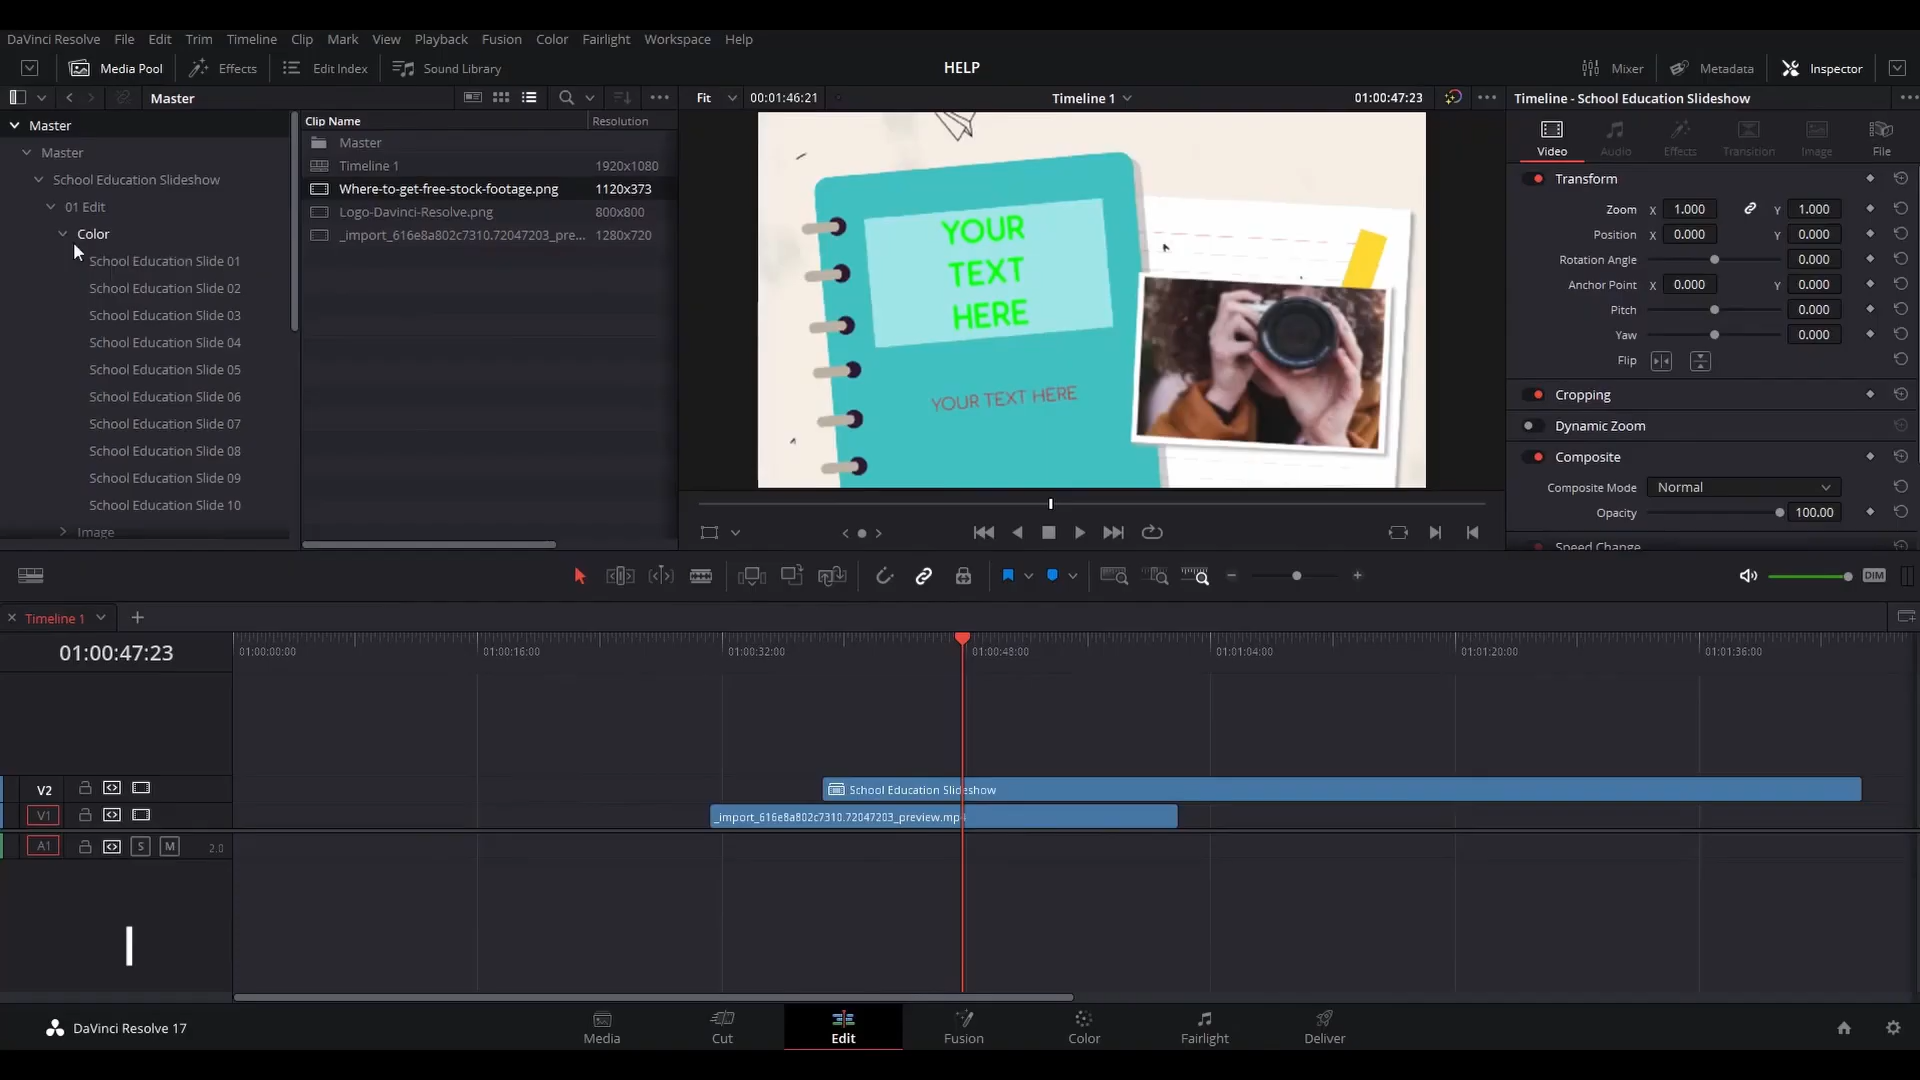 DaVinci Resolve File Edit Trim Timeline Clip Mark View Playback Fusion Color Fairlight Workspace Help
Media Pool Effects Edit Index Sound Library HELP Mixer Metadata Inspector
Master Fit 00:01:46:21 Timeline 1 01:00:47:23 Timeline - School Education Slideshow
Master
Master
School Education Slideshow
01 Edit
Color
School Education Slide 01
School Education Slide 02
School Education Slide 03
School Education Slide 04
School Education Slide 05
School Education Slide 06
School Education Slide 07
School Education Slide 08
School Education Slide 09
School Education Slide 10
Image
Clip Name Resolution
Master
Timeline 1 1920x1080
Where-to-get-free-stock-footage.png 1120x373
Logo-Davinci-Resolve.png 800x800
_import_616e8a802c7310.72047203_pre... 1280x720
YOUR
TEXT
HERE
YOUR TEXT HERE
Video Audio Effects Transition Image File
Transform
Zoom X 1.000 Y 1.000
Position X 0.000 Y 0.000
Rotation Angle 0.000
Anchor Point X 0.000 Y 0.000
Pitch 0.000
Yaw 0.000
Flip
Cropping
Dynamic Zoom
Composite
Composite Mode Normal
Opacity 100.00
Speed Change
DIM
Timeline 1
01:00:47:23
01:00:00:00 01:00:16:00 01:00:32:00 01:00:48:00 01:01:04:00 01:01:20:00 01:01:36:00
V2 School Education Slideshow
V1 _import_616e8a802c7310.72047203_preview.mp4
A1 S M 2.0
DaVinci Resolve 17 Media Cut Edit Fusion Color Fairlight Deliver